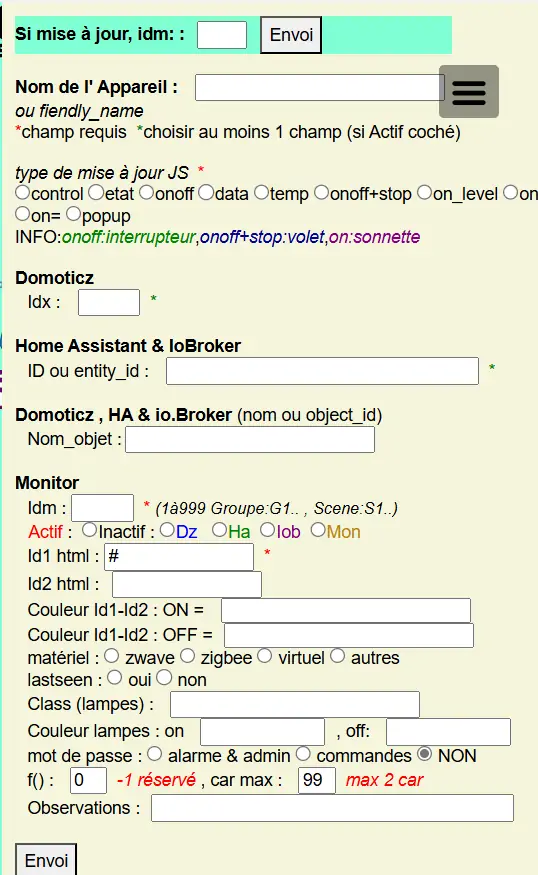 Si mise à jour, idm: : Envoi
Nom de l' Appareil :
ou fiendly_name
*champ requis *choisir au moins 1 champ (si Actif coché)
type de mise à jour JS *
control etat onoff data temp onoff+stop on_level on
on= popup
INFO:onoff:interrupteur,onoff+stop:volet,on:sonnette
Domoticz
Idx : *
Home Assistant & IoBroker
ID ou entity_id : *
Domoticz , HA & io.Broker (nom ou object_id)
Nom_objet :
Monitor
Idm : * (1à999 Groupe:G1.. , Scene:S1..)
Actif : Inactif : Dz Ha Iob Mon
Id1 html : # *
Id2 html :
Couleur Id1-Id2 : ON =
Couleur Id1-Id2 : OFF =
matériel : zwave zigbee virtuel autres
lastseen : oui non
Class (lampes) :
Couleur lampes : on , off:
mot de passe : alarme & admin commandes NON
f() : 0 -1 réservé , car max : 99 max 2 car
Observations :
Envoi